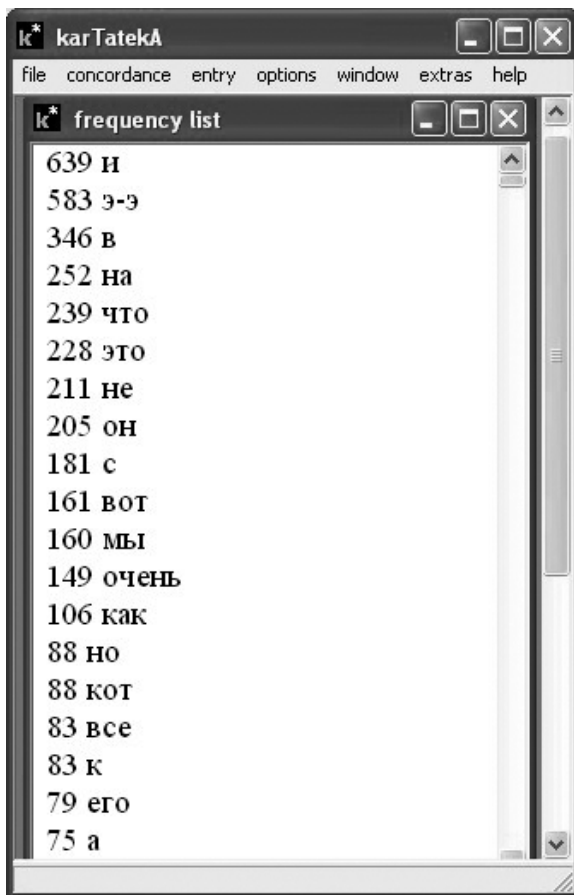 k* karTatekA
file concordance entry options window extras help
k* frequency list
639 и
583 э-э
346 в
252 на
239 что
228 это
211 не
205 он
181 с
161 вот
160 мы
149 очень
106 как
88 но
88 кот
83 все
83 к
79 его
75 а